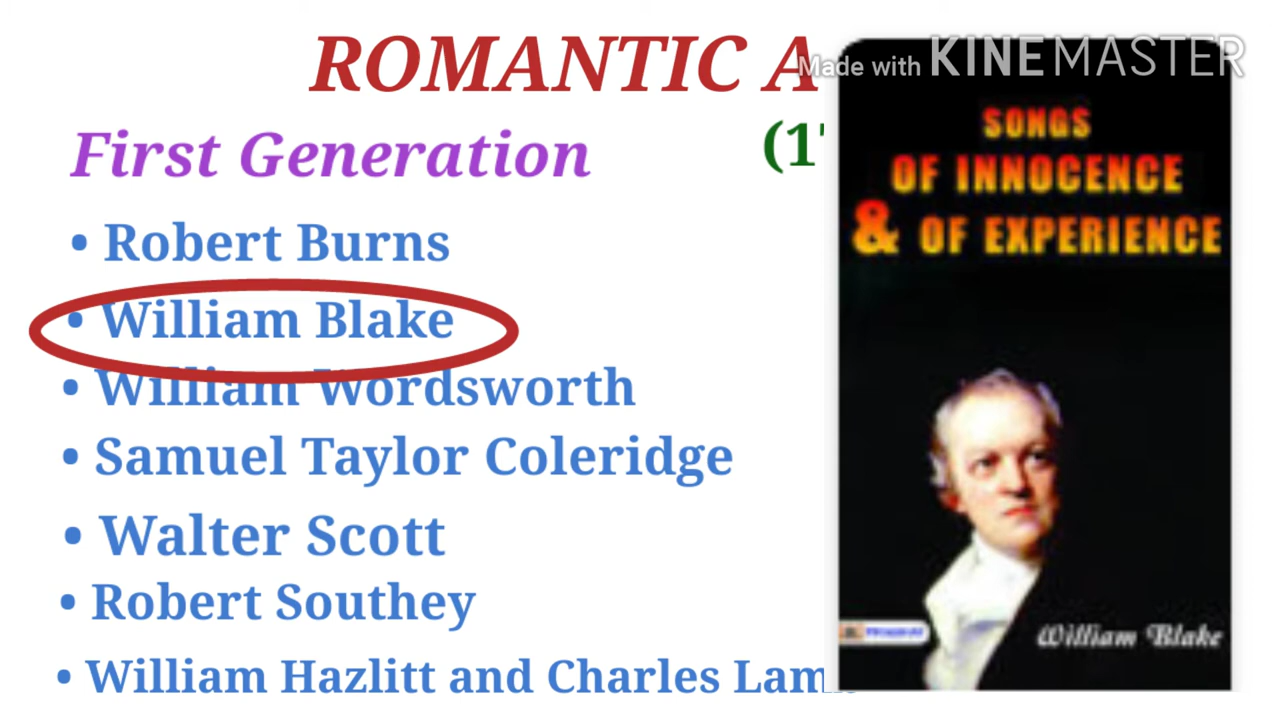 ROMANTIC A
Made with KINEMASTER
First Generation
(1
• Robert Burns
• William Blake
• William Wordsworth
• Samuel Taylor Coleridge
• Walter Scott
• Robert Southey
• William Hazlitt and Charles Lam
SONGS
OF INNOCENCE
& OF EXPERIENCE
William Blake